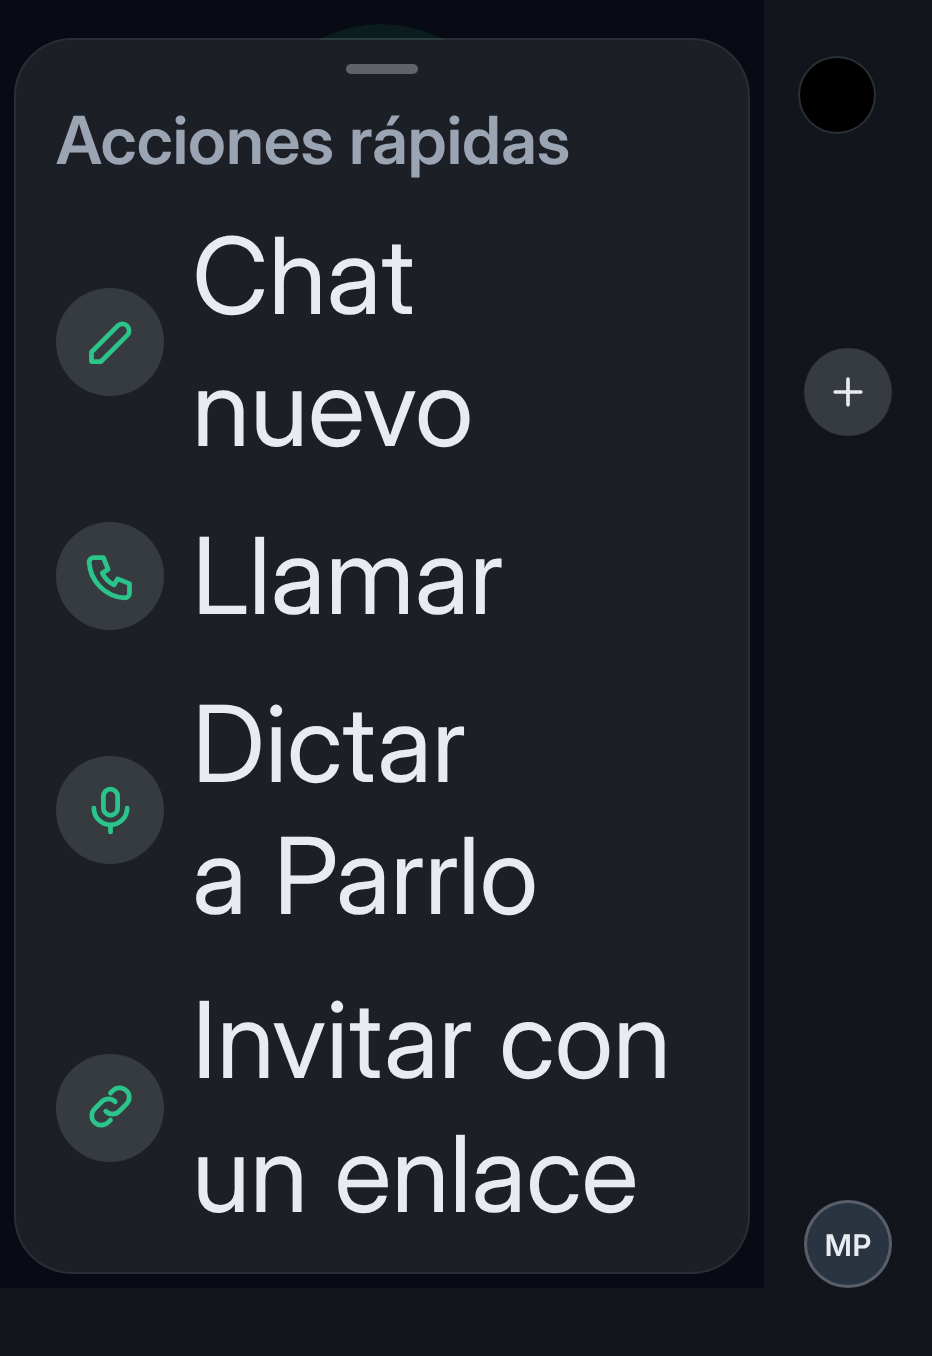 Acciones rápidas
Chat
nuevo
Llamar
Dictar
a Parrlo
Invitar con
un enlace
MP